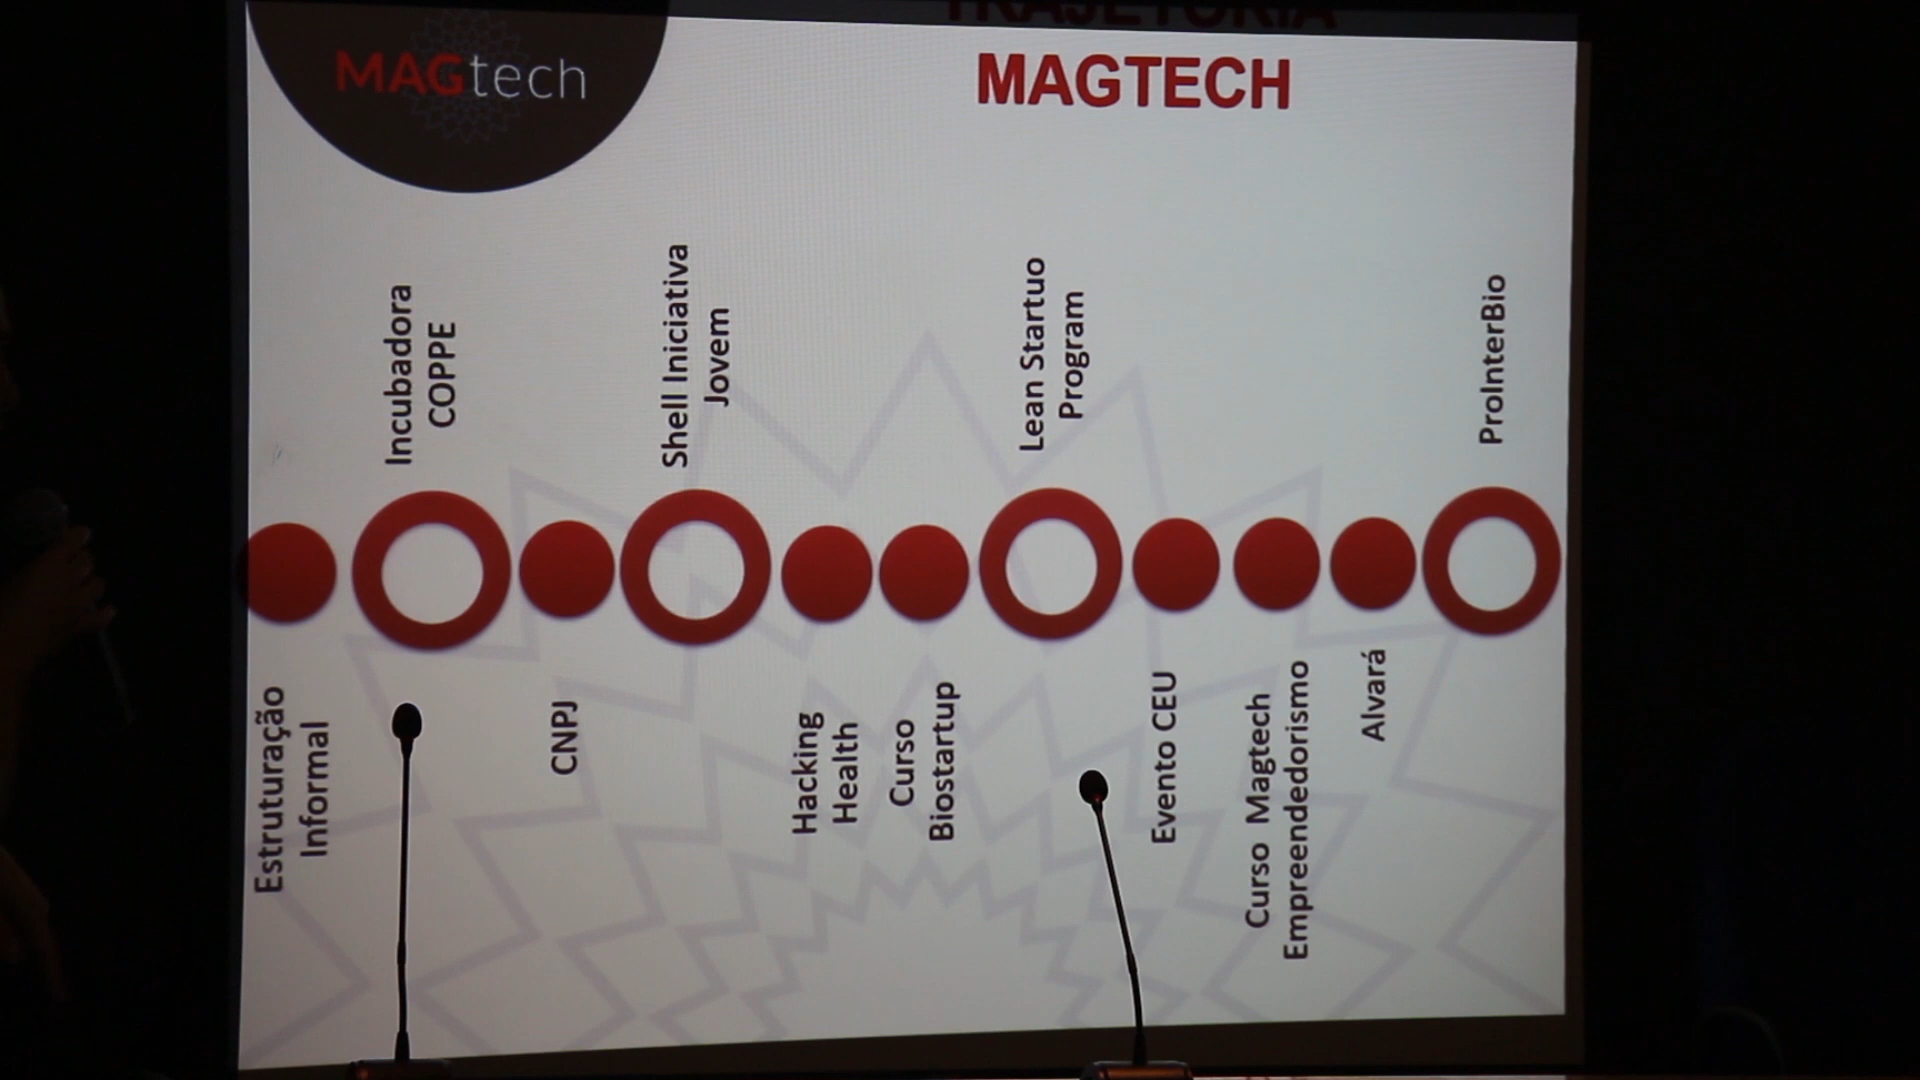 MAGtech
TRAJETÓRIA
MAGTECH
Estruturação
Informal
Incubadora
COPPE
CNPJ
Shell Iniciativa
Jovem
Hacking
Health
Curso
Biostartup
Lean Startuo
Program
Evento CEU
Curso Magtech
Empreendedorismo
Alvará
ProInterBio